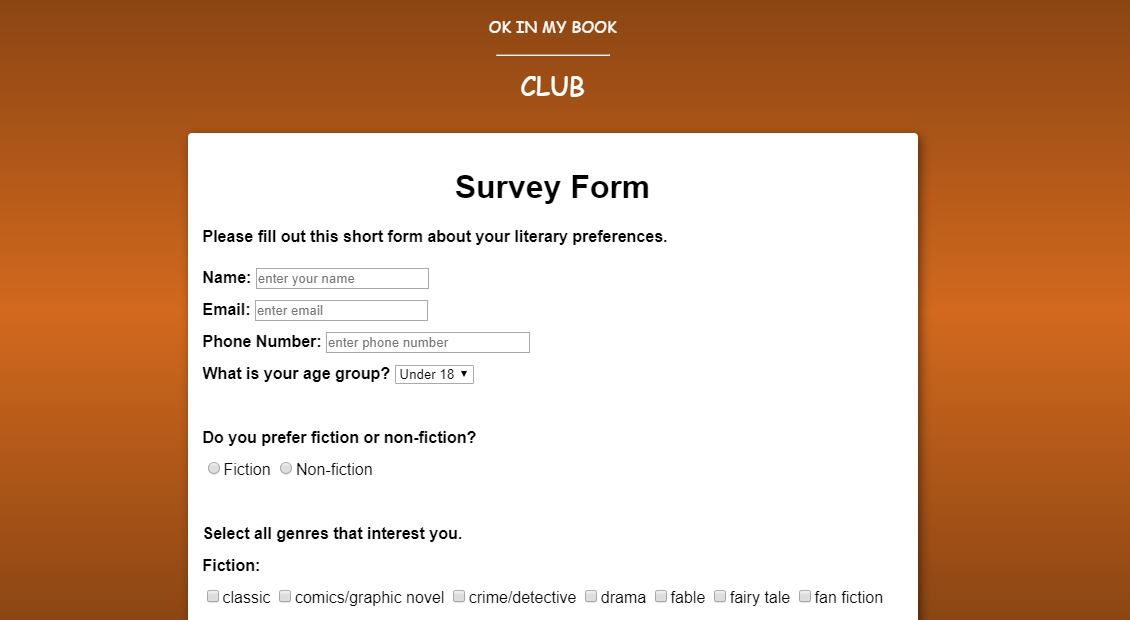 OK IN MY BOOK
CLUB
Survey Form
Please fill out this short form about your literary preferences.
Name: enter your name
Email: enter email
Phone Number: enter phone number
What is your age group? Under 18
Do you prefer fiction or non-fiction?
Fiction Non-fiction
Select all genres that interest you.
Fiction:
classic comics/graphic novel crime/detective drama fable fairy tale fan fiction